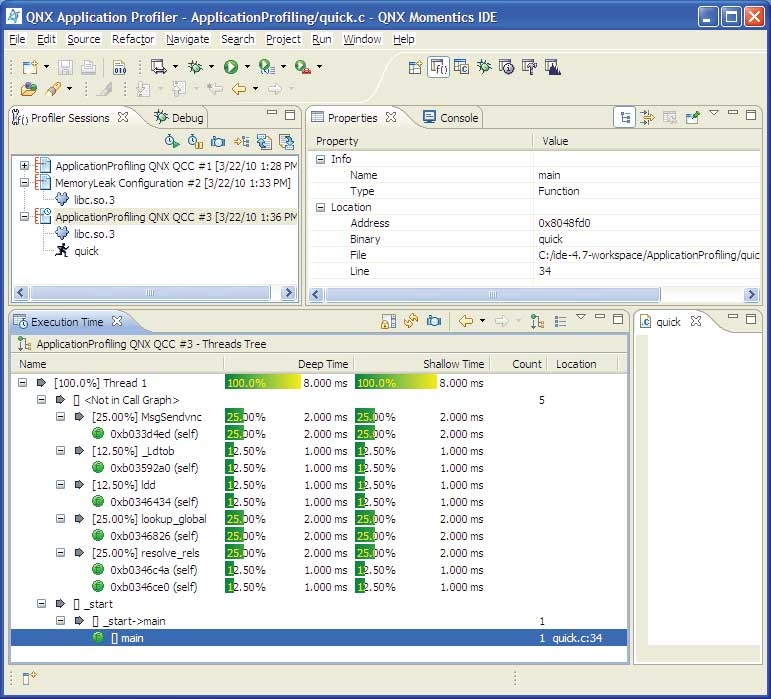 QNX Application Profiler - ApplicationProfiling/quick.c - QNX Momentics IDE
File Edit Source Refactor Navigate Search Project Run Window Help
Profiler Sessions Debug
ApplicationProfiling QNX QCC #1 [3/22/10 1:28 PM
MemoryLeak Configuration #2 [3/22/10 1:33 PM]
libc.so.3
ApplicationProfiling QNX QCC #3 [3/22/10 1:36 PM
libc.so.3
quick
Properties Console
Property Value
Info
Name main
Type Function
Location
Address 0x8048fd0
Binary quick
File C:/ide-4.7-workspace/ApplicationProfiling/quic
Line 34
Execution Time
ApplicationProfiling QNX QCC #3 - Threads Tree
Name Deep Time Shallow Time Count Location
[100.0%] Thread 1 100.0% 8.000 ms 100.0% 8.000 ms
[] <Not in Call Graph> 5
[25.00%] MsgSendvnc 25.00% 2.000 ms 25.00% 2.000 ms
0xb033d4ed (self) 25.00% 2.000 ms 25.00% 2.000 ms
[12.50%] _Ldtob 12.50% 1.000 ms 12.50% 1.000 ms
0xb03592a0 (self) 12.50% 1.000 ms 12.50% 1.000 ms
[12.50%] ldd 12.50% 1.000 ms 12.50% 1.000 ms
0xb0346434 (self) 12.50% 1.000 ms 12.50% 1.000 ms
[25.00%] lookup_global 25.00% 2.000 ms 25.00% 2.000 ms
0xb0346826 (self) 25.00% 2.000 ms 25.00% 2.000 ms
[25.00%] resolve_rels 25.00% 2.000 ms 25.00% 2.000 ms
0xb0346c4a (self) 12.50% 1.000 ms 12.50% 1.000 ms
0xb0346ce0 (self) 12.50% 1.000 ms 12.50% 1.000 ms
[] _start
[] _start->main 1
[] main 1 quick.c:34
quick